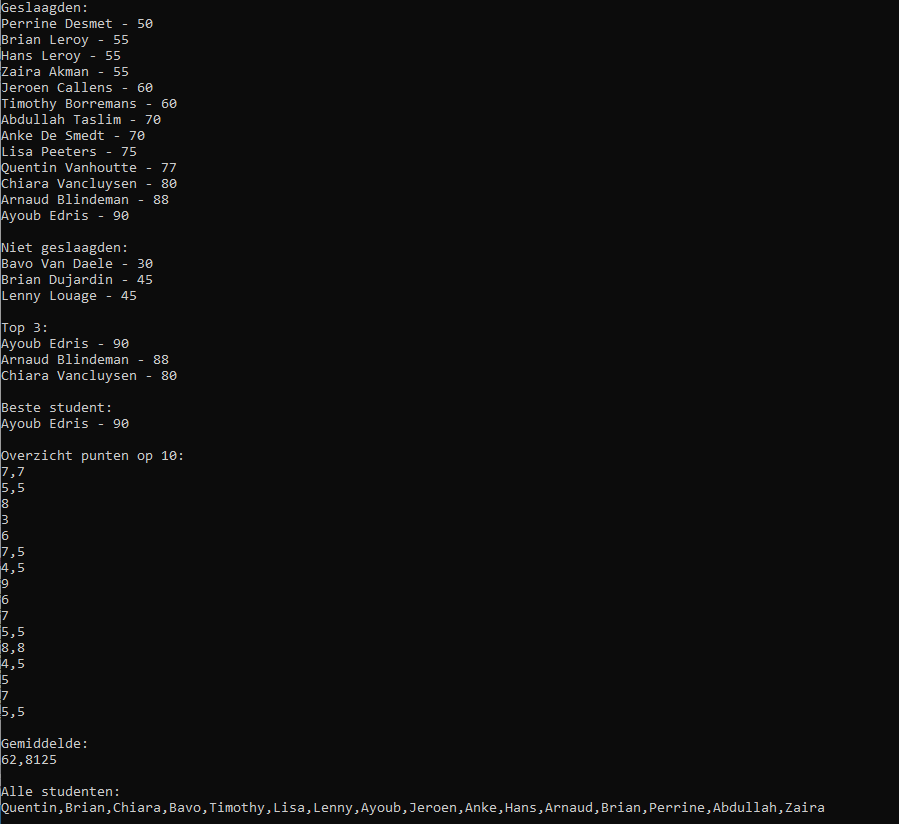 Geslaagden:
Perrine Desmet - 50
Brian Leroy - 55
Hans Leroy - 55
Zaira Akman - 55
Jeroen Callens - 60
Timothy Borremans - 60
Abdullah Taslim - 70
Anke De Smedt - 70
Lisa Peeters - 75
Quentin Vanhoutte - 77
Chiara Vancluysen - 80
Arnaud Blindeman - 88
Ayoub Edris - 90

Niet geslaagden:
Bavo Van Daele - 30
Brian Dujardin - 45
Lenny Louage - 45

Top 3:
Ayoub Edris - 90
Arnaud Blindeman - 88
Chiara Vancluysen - 80

Beste student:
Ayoub Edris - 90

Overzicht punten op 10:
7,7
5,5
8
3
6
7,5
4,5
9
6
7
5,5
8,8
4,5
5
7
5,5

Gemiddelde:
62,8125

Alle studenten:
Quentin,Brian,Chiara,Bavo,Timothy,Lisa,Lenny,Ayoub,Jeroen,Anke,Hans,Arnaud,Brian,Perrine,Abdullah,Zaira